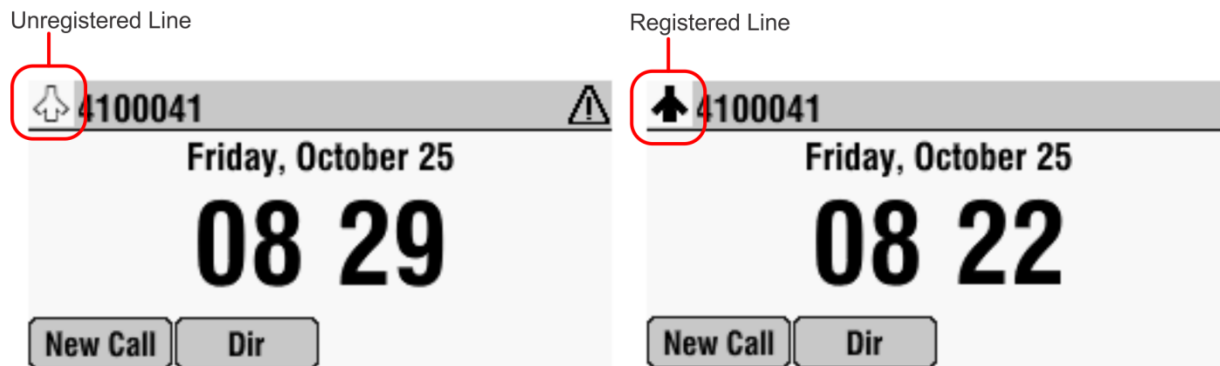 Unregistered Line
4100041
Friday, October 25
08 29
New Call Dir
Registered Line
4100041
Friday, October 25
08 22
New Call Dir